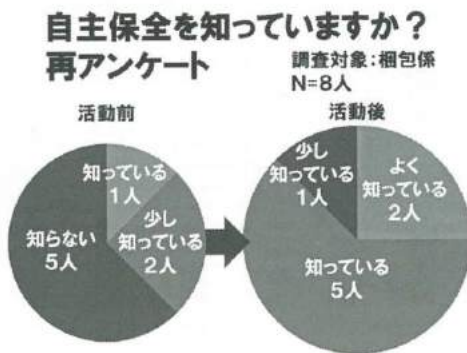 自主保全を知っていますか？
再アンケート
調査対象：梱包係
N=8人
活動前
知っている
1人
少し
知っている
2人
知らない
5人
活動後
少し
知っている
1人
よく
知っている
2人
知っている
5人